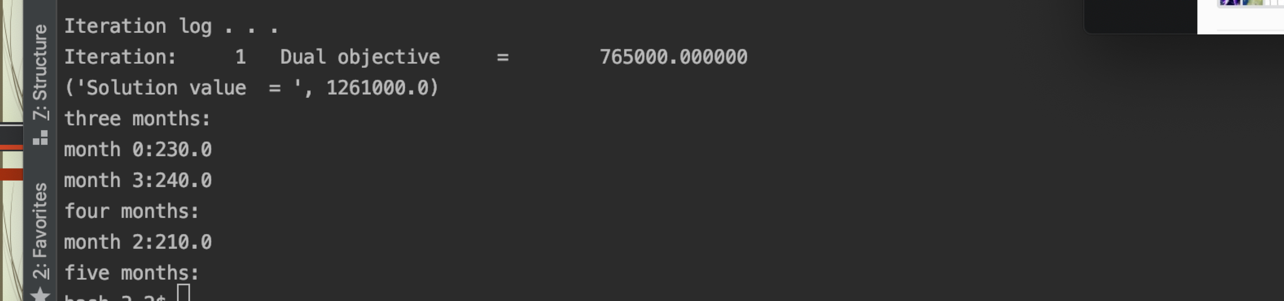 Iteration log . . .
Iteration:     1   Dual objective     =        765000.000000
('Solution value  = ', 1261000.0)
three months:
month 0:230.0
month 3:240.0
four months:
month 2:210.0
five months:
Z: Structure
2: Favorites